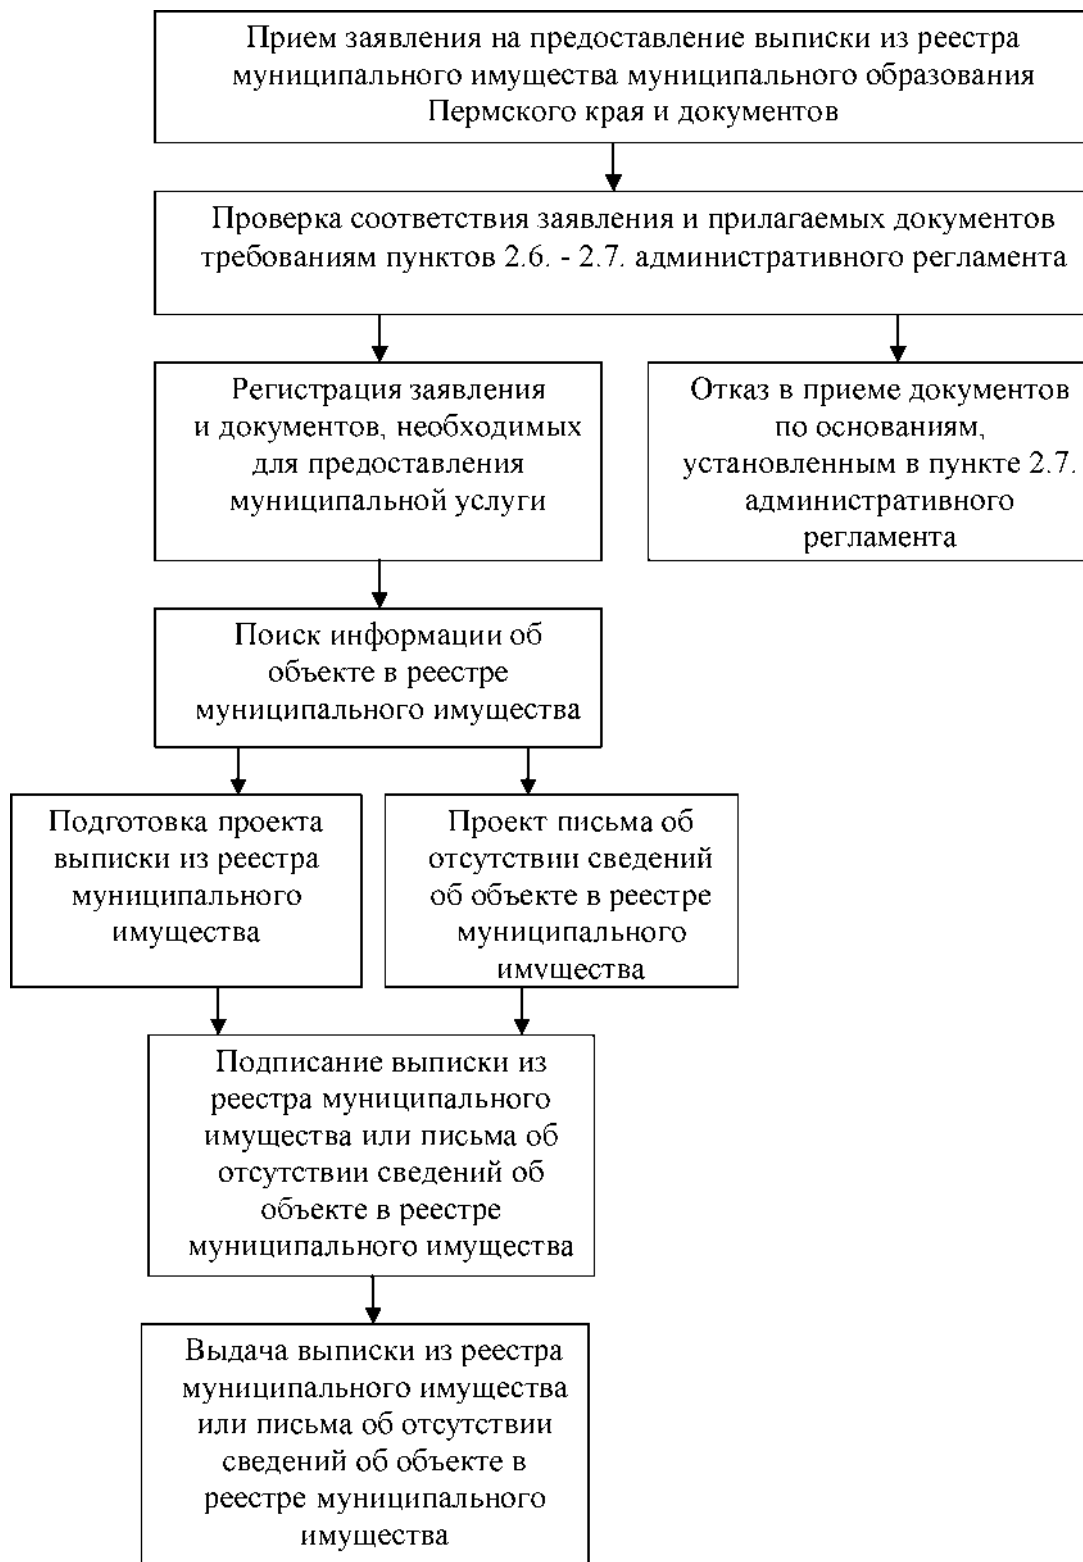 Прием заявления на предоставление выписки из реестра
муниципального имущества муниципального образования
Пермского края и документов
Проверка соответствия заявления и прилагаемых документов
требованиям пунктов 2.6. - 2.7. административного регламента
Регистрация заявления
и документов, необходимых
для предоставления
муниципальной услуги
Отказ в приеме документов
по основаниям,
установленным в пункте 2.7.
административного
регламента
Поиск информации об
объекте в реестре
муниципального имущества
Подготовка проекта
выписки из реестра
муниципального
имущества
Проект письма об
отсутствии сведений
об объекте в реестре
муниципального
имущества
Подписание выписки из
реестра муниципального
имущества или письма об
отсутствии сведений об
объекте в реестре
муниципального имущества
Выдача выписки из реестра
муниципального имущества
или письма об отсутствии
сведений об объекте в
реестре муниципального
имущества